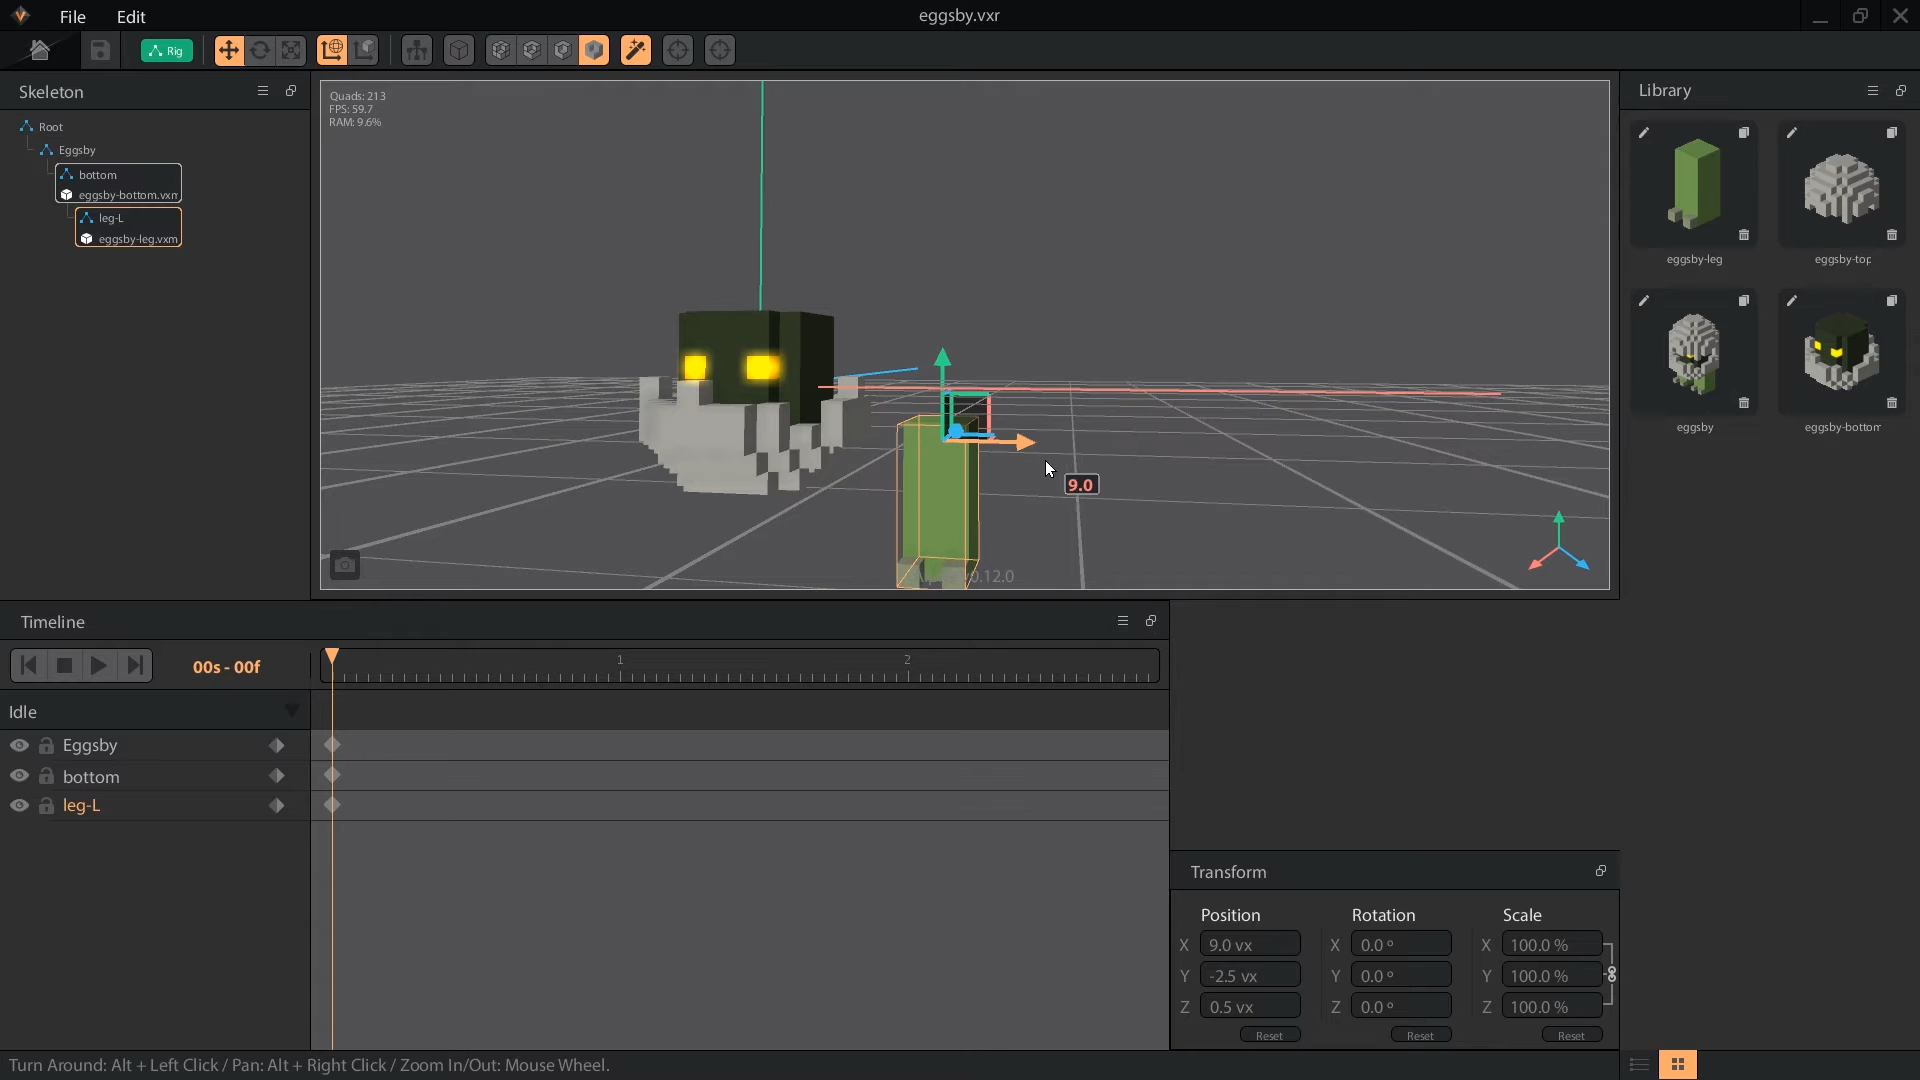 File Edit eggsby.vxr
Rig
Skeleton
Root
Eggsby
bottom
eggsby-bottom.vxm
leg-L
eggsby-leg.vxm
Quads: 213
FPS: 59.7
RAM: 9.6%
9.0
Library
eggsby-leg
eggsby-top
eggsby
eggsby-bottom
Timeline
00s - 00f
1 2
Idle
Eggsby
bottom
leg-L
Transform
Position Rotation Scale
X 9.0 vx X 0.0 º X 100.0 %
Y -2.5 vx Y 0.0 º Y 100.0 %
Z 0.5 vx Z 0.0 º Z 100.0 %
Reset Reset Reset
Turn Around: Alt + Left Click / Pan: Alt + Right Click / Zoom In/Out: Mouse Wheel.